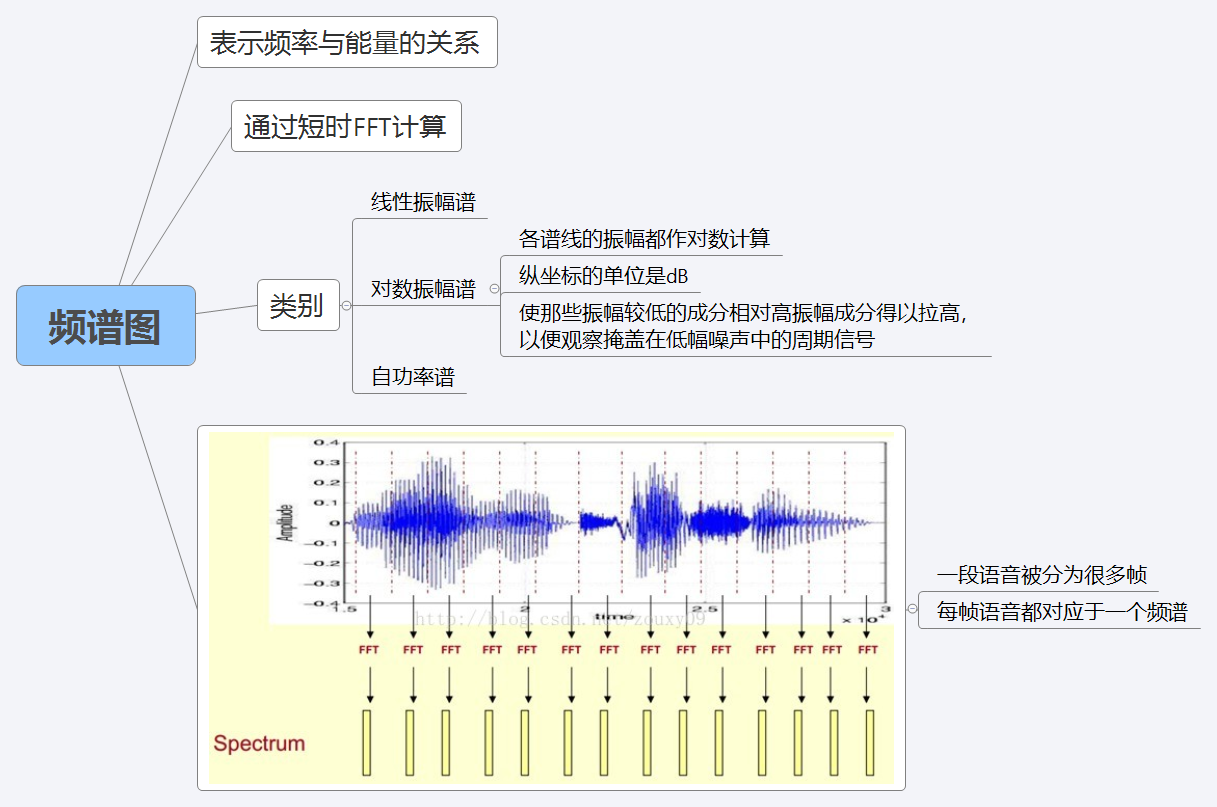 表示频率与能量的关系
通过短时FFT计算
线性振幅谱
各谱线的振幅都作对数计算
纵坐标的单位是dB
对数振幅谱
使那些振幅较低的成分相对高振幅成分得以拉高，
以便观察掩盖在低幅噪声中的周期信号
类别
频谱图
自功率谱
0.4
0.3
0.2
0.1
0
-0.1
-0.2
-0.3
-0.4
Amplitude
1.5 2 2.5 3
time
× 10⁴
http://blog.csdn.net/zouxy09
FFT FFT FFT FFT FFT FFT FFT FFT FFT FFT FFT FFT FFT FFT
Spectrum
一段语音被分为很多帧
每帧语音都对应于一个频谱